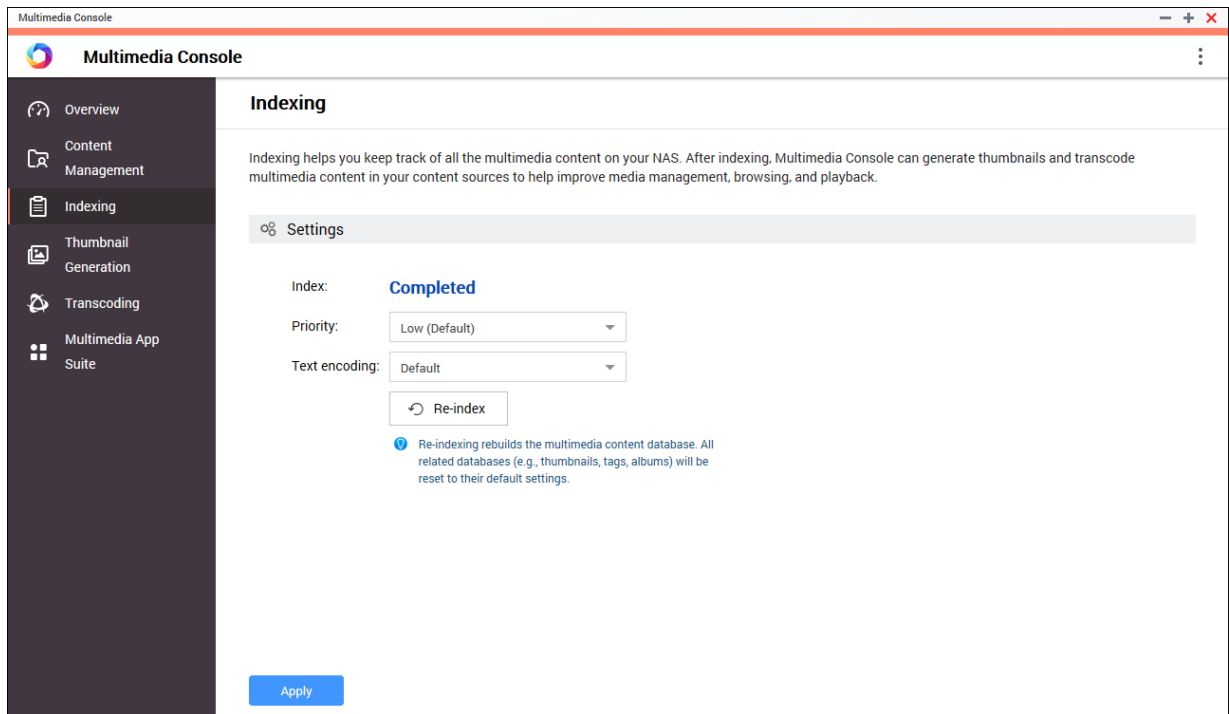 Multimedia Console
Multimedia Console
Overview
Content
Management
Indexing
Thumbnail
Generation
Transcoding
Multimedia App
Suite
Indexing
Indexing helps you keep track of all the multimedia content on your NAS. After indexing, Multimedia Console can generate thumbnails and transcode
multimedia content in your content sources to help improve media management, browsing, and playback.
Settings
Index: Completed
Priority: Low (Default)
Text encoding: Default
Re-index
Re-indexing rebuilds the multimedia content database. All
related databases (e.g., thumbnails, tags, albums) will be
reset to their default settings.
Apply